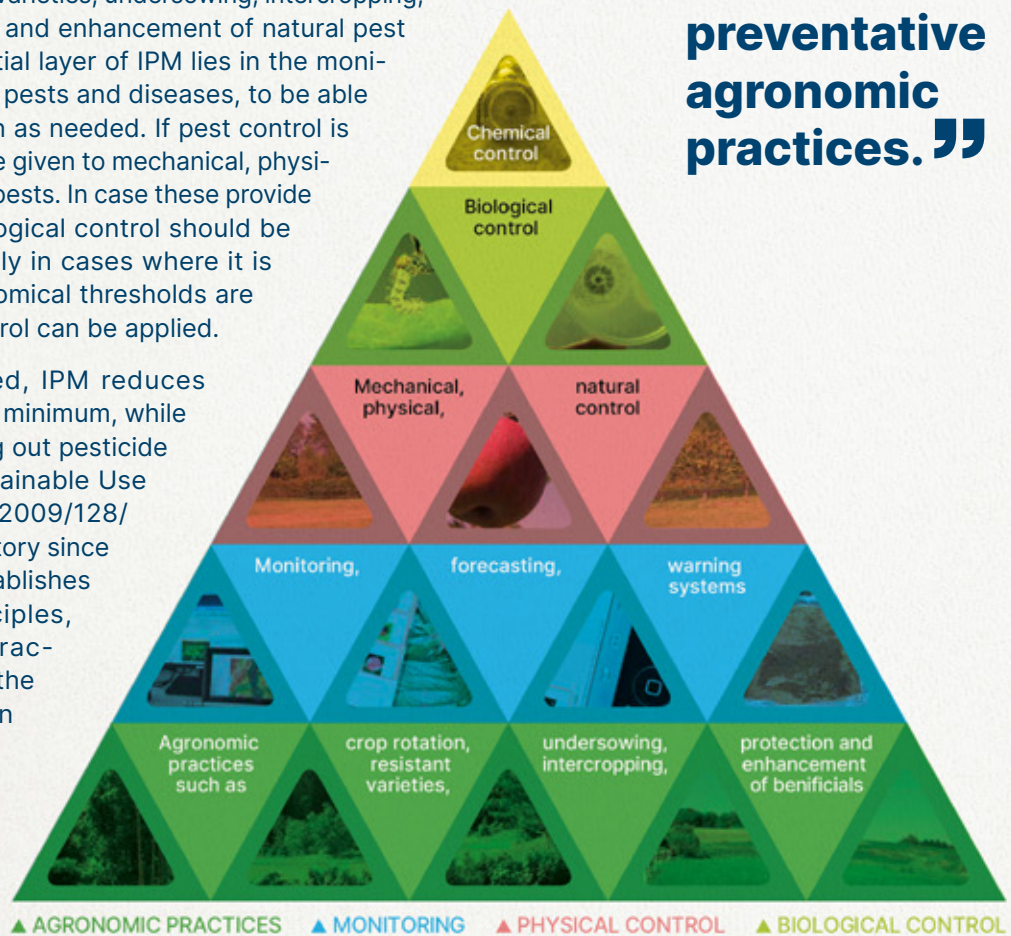 varieties, undersowing, intercropping,
and enhancement of natural pest
tial layer of IPM lies in the moni-
pests and diseases, to be able
n as needed. If pest control is
e given to mechanical, physi-
pests. In case these provide
ogical control should be
ly in cases where it is
omical thresholds are
rol can be applied.
ed, IPM reduces
minimum, while
g out pesticide
ainable Use
2009/128/
tory since
ablishes
ciples,
rac-
the
n
preventative
agronomic
practices.”
Chemical
control
Biological
control
Mechanical,
physical,
natural
control
Monitoring,
forecasting,
warning
systems
Agronomic
practices
such as
crop rotation,
resistant
varieties,
undersowing,
intercropping,
protection and
enhancement
of benificials
▲ AGRONOMIC PRACTICES ▲ MONITORING ▲ PHYSICAL CONTROL ▲ BIOLOGICAL CONTROL